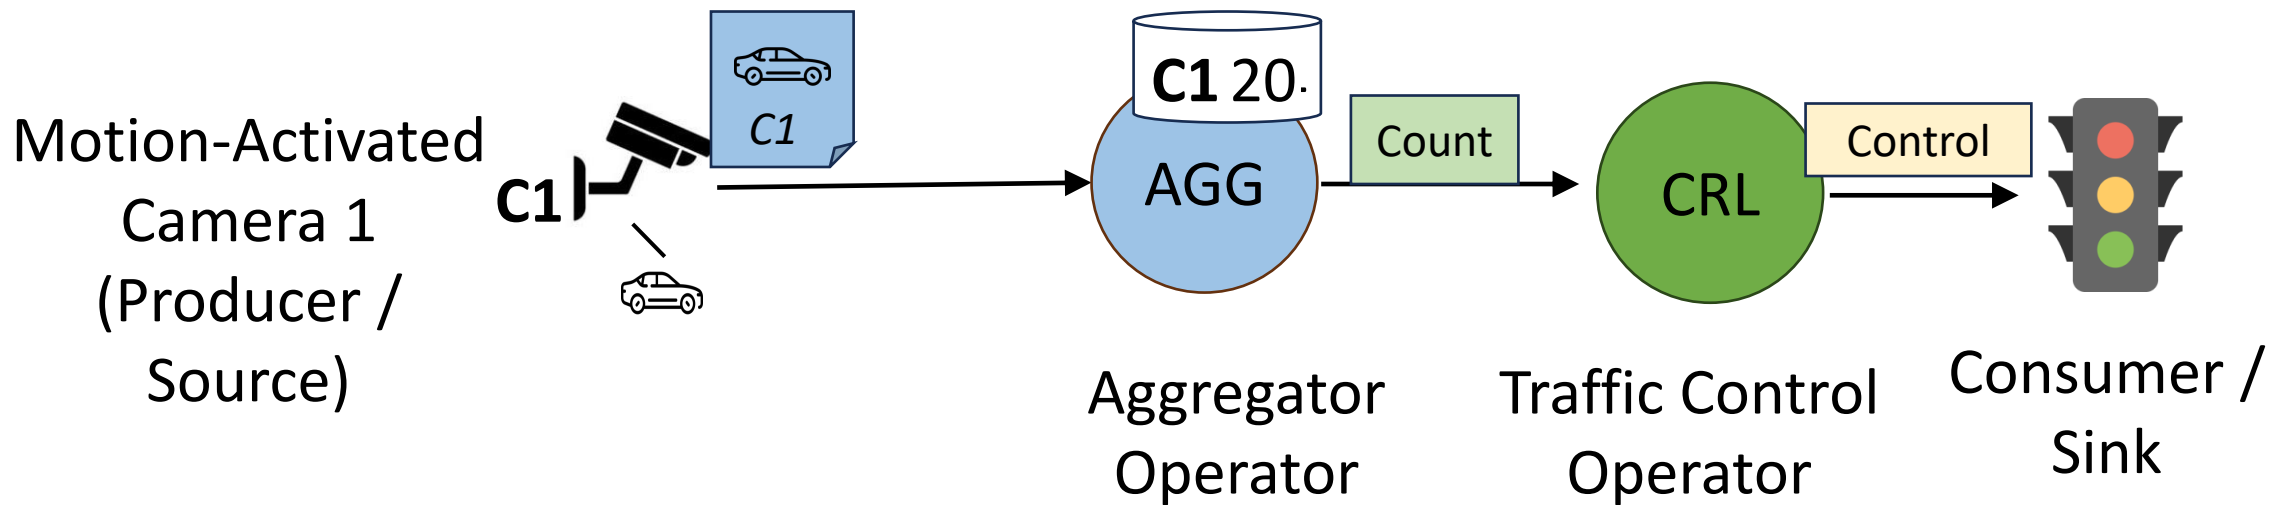 Motion-Activated
Camera 1
(Producer /
Source)
C1
C1
C1 20.
AGG
Count
CRL
Control
Aggregator
Operator
Traffic Control
Operator
Consumer /
Sink